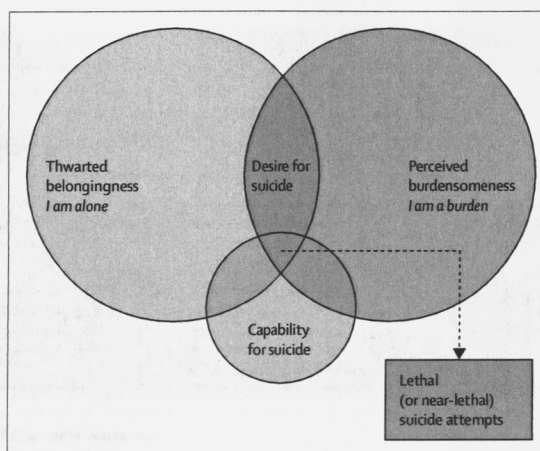 Thwarted
belongingness
I am alone
Desire for
suicide
Perceived
burdensomeness
I am a burden
Capability
for suicide
Lethal
(or near-lethal)
suicide attempts